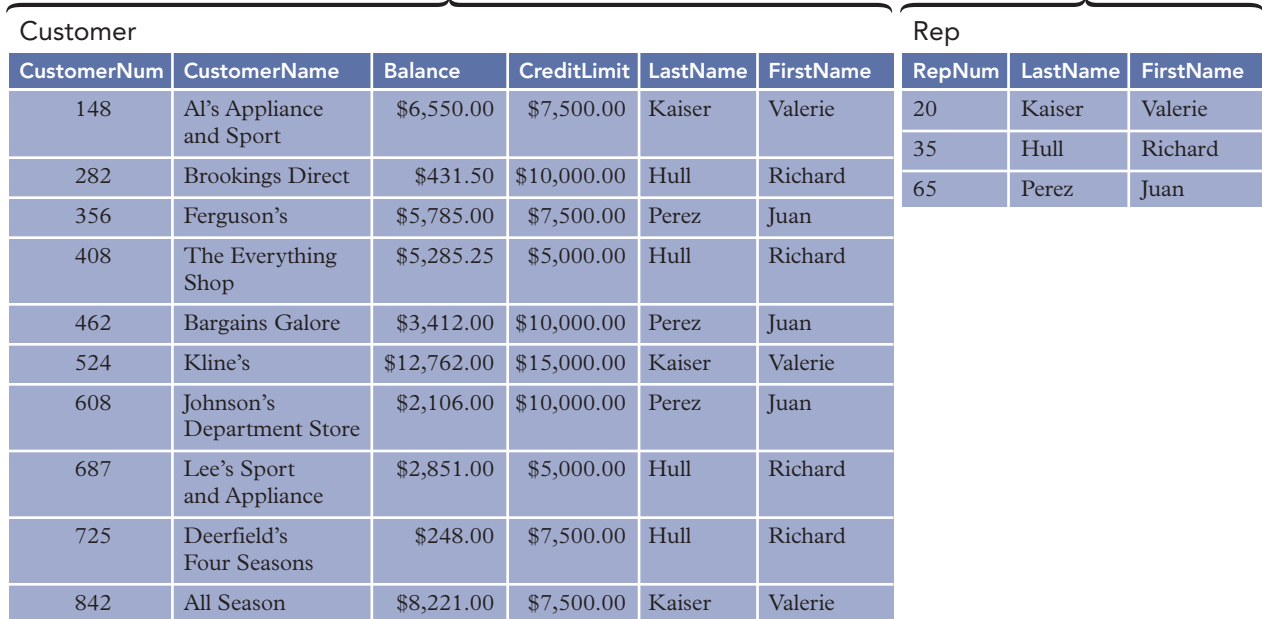 Customer
CustomerNum CustomerName Balance CreditLimit LastName FirstName
148 Al's Appliance $6,550.00 $7,500.00 Kaiser Valerie
and Sport
282 Brookings Direct $431.50 $10,000.00 Hull Richard
356 Ferguson's $5,785.00 $7,500.00 Perez Juan
408 The Everything $5,285.25 $5,000.00 Hull Richard
Shop
462 Bargains Galore $3,412.00 $10,000.00 Perez Juan
524 Kline's $12,762.00 $15,000.00 Kaiser Valerie
608 Johnson's $2,106.00 $10,000.00 Perez Juan
Department Store
687 Lee's Sport $2,851.00 $5,000.00 Hull Richard
and Appliance
725 Deerfield's $248.00 $7,500.00 Hull Richard
Four Seasons
842 All Season $8,221.00 $7,500.00 Kaiser Valerie
Rep
RepNum LastName FirstName
20 Kaiser Valerie
35 Hull Richard
65 Perez Juan